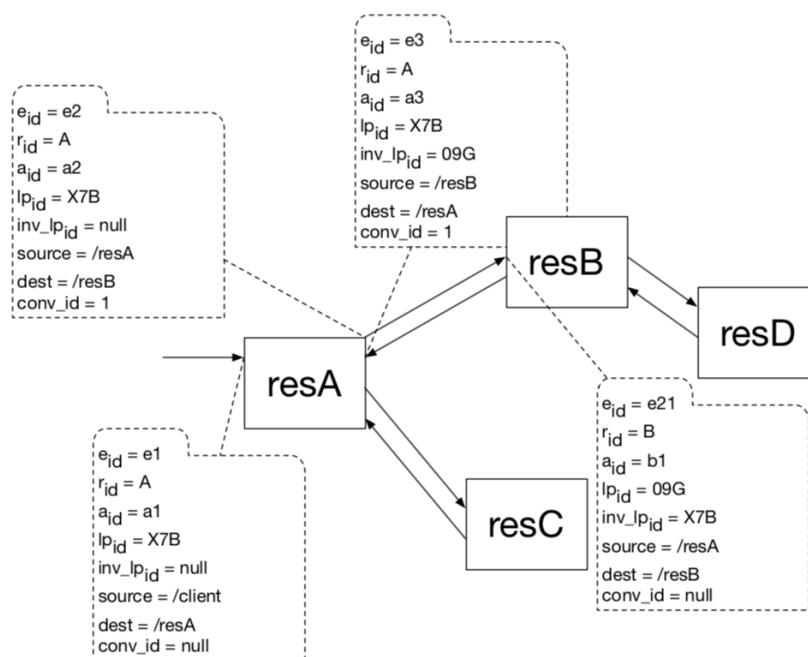 e_id = e3
r_id = A
a_id = a3
lp_id = X7B
inv_lp_id = 09G
source = /resB
dest = /resA
conv_id = 1
e_id = e2
r_id = A
a_id = a2
lp_id = X7B
inv_lp_id = null
source = /resA
dest = /resB
conv_id = 1
resB
resD
resA
resC
e_id = e1
r_id = A
a_id = a1
lp_id = X7B
inv_lp_id = null
source = /client
dest = /resA
conv_id = null
e_id = e21
r_id = B
a_id = b1
lp_id = 09G
inv_lp_id = X7B
source = /resA
dest = /resB
conv_id = null